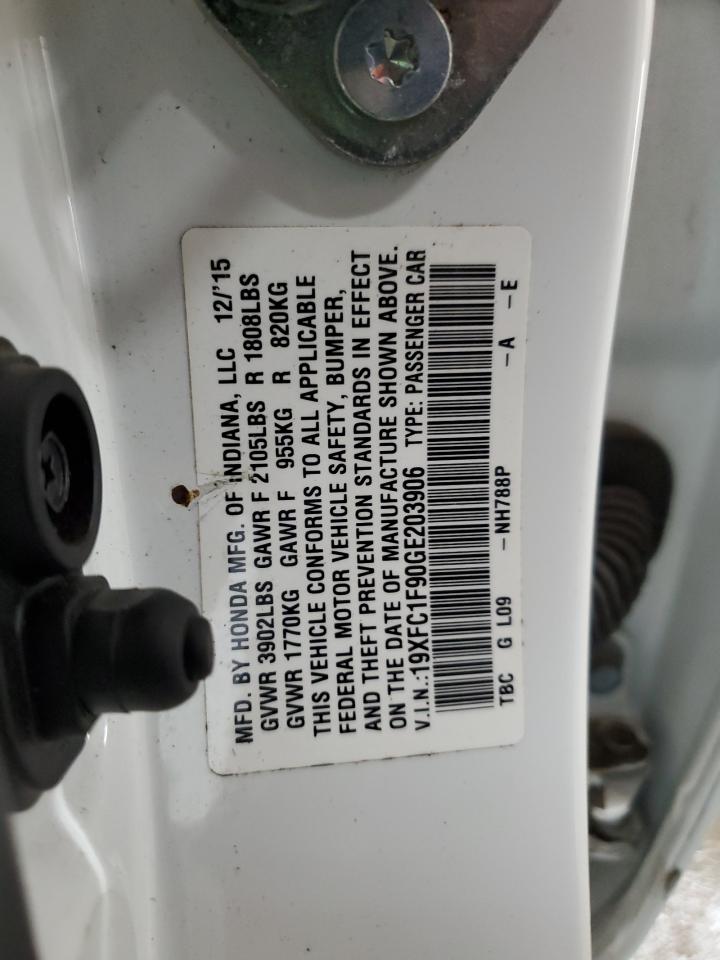 MFD. BY HONDA MFG. OF INDIANA, LLC 12/'15
GVWR 3902LBS GAWR F 2105LBS R 1808LBS
GVWR 1770KG GAWR F 955KG R 820KG
THIS VEHICLE CONFORMS TO ALL APPLICABLE
FEDERAL MOTOR VEHICLE SAFETY, BUMPER,
AND THEFT PREVENTION STANDARDS IN EFFECT
ON THE DATE OF MANUFACTURE SHOWN ABOVE.
V.I.N.:19XFC1F90GE203906 TYPE: PASSENGER CAR
TBC G L09 -NH788P -A -E